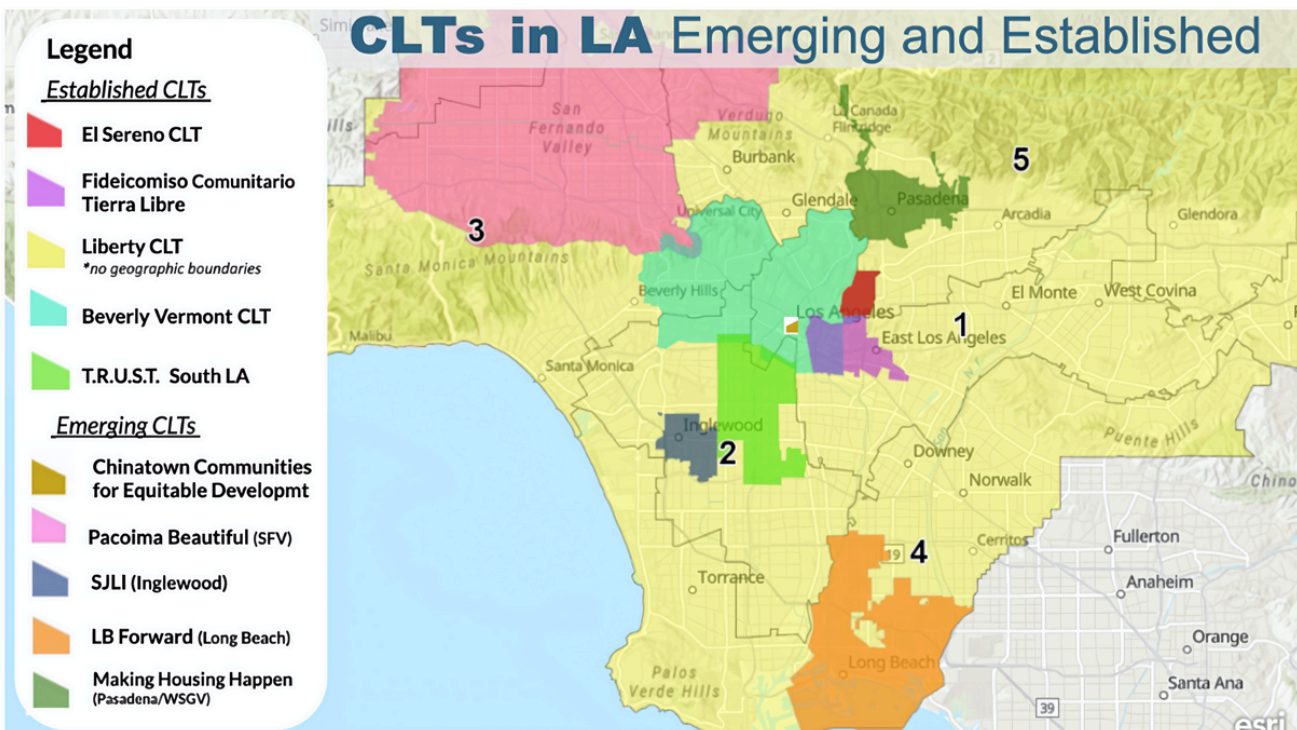 CLTs in LA Emerging and Established
Legend
Established CLTs
El Sereno CLT
Fideicomiso Comunitario
Tierra Libre
Liberty CLT
*no geographic boundaries
Beverly Vermont CLT
T.R.U.S.T. South LA
Emerging CLTs
Chinatown Communities
for Equitable Developmt
Pacoima Beautiful (SFV)
SJLI (Inglewood)
LB Forward (Long Beach)
Making Housing Happen
(Pasadena/WSGV)
2
San
Fernando
Valley
Verdugo
Mountains
La Canada
Flintridge
Burbank
5
Glendale
Pasadena
Universal City
Arcadia
Glendora
3
Santa Monica Mountains
Beverly Hills
El Monte
West Covina
Los Angeles
1
East Los Angeles
Malibu
Santa Monica
Inglewood
2
Downey
Puente Hills
Norwalk
Chino
Fullerton
19
4
Cerritos
Torrance
Anaheim
Orange
Long Beach
Palos
Verde Hills
Santa Ana
39
esri